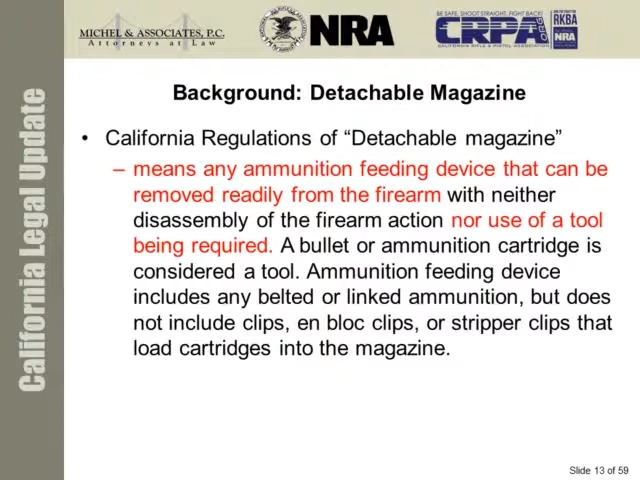 MICHEL & ASSOCIATES, P.C.
Attorneys at Law
NRA
BE SAFE, SHOOT STRAIGHT, FIGHT BACK!
CRPA
.ORG
CALIFORNIA RIFLE & PISTOL ASSOCIATION
RKBA
NRA
California Legal Update
Background: Detachable Magazine
• California Regulations of “Detachable magazine”
– means any ammunition feeding device that can be
removed readily from the firearm with neither
disassembly of the firearm action nor use of a tool
being required. A bullet or ammunition cartridge is
considered a tool. Ammunition feeding device
includes any belted or linked ammunition, but does
not include clips, en bloc clips, or stripper clips that
load cartridges into the magazine.
Slide 13 of 59